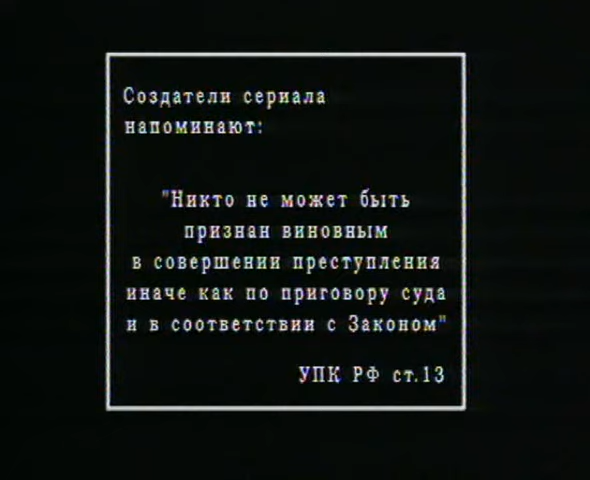 Создатели сериала
напоминают:
"Никто не может быть
признан виновным
в совершении преступления
иначе как по приговору суда
и в соответствии с Законом"
УПК РФ ст.13